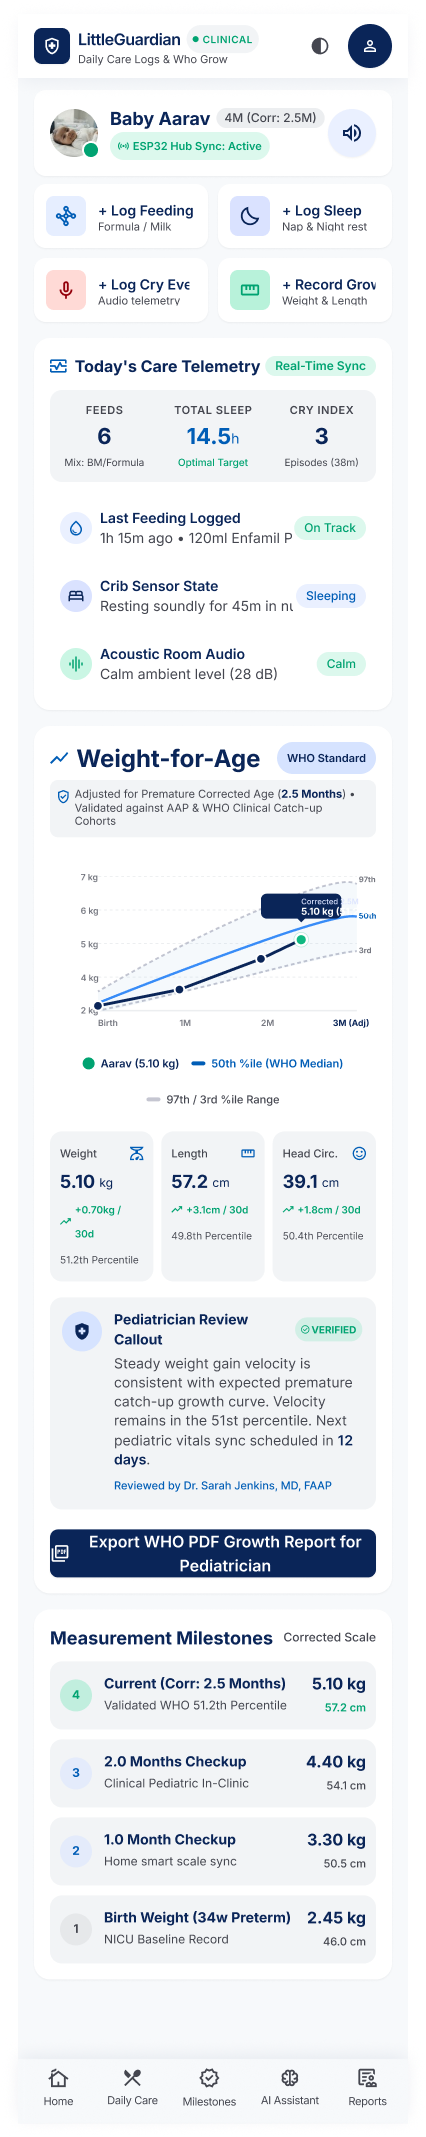 LittleGuardian
CLINICAL
Daily Care Logs & Who Grow
Baby Aarav
4M (Corr: 2.5M)
ESP32 Hub Sync: Active
+ Log Feeding
Formula / Milk
+ Log Sleep
Nap & Night rest
+ Log Cry Eve
Audio telemetry
+ Record Grow
Weight & Length
Today's Care Telemetry
Real-Time Sync
FEEDS
6
Mix: BM/Formula
TOTAL SLEEP
14.5h
Optimal Target
CRY INDEX
3
Episodes (38m)
Last Feeding Logged
1h 15m ago • 120ml Enfamil P
On Track
Crib Sensor State
Resting soundly for 45m in nu
Sleeping
Acoustic Room Audio
Calm ambient level (28 dB)
Calm
Weight-for-Age
WHO Standard
Adjusted for Premature Corrected Age (2.5 Months) •
Validated against AAP & WHO Clinical Catch-up
Cohorts
7 kg
6 kg
5 kg
4 kg
2 kg
97th
50th
3rd
Corrected
5.10 kg (5
Birth
1M
2M
3M (Adj)
Aarav (5.10 kg)
50th %ile (WHO Median)
97th / 3rd %ile Range
Weight
5.10 kg
+0.70kg /
30d
51.2th Percentile
Length
57.2 cm
+3.1cm / 30d
49.8th Percentile
Head Circ.
39.1 cm
+1.8cm / 30d
50.4th Percentile
Pediatrician Review
Callout
VERIFIED
Steady weight gain velocity is
consistent with expected premature
catch-up growth curve. Velocity
remains in the 51st percentile. Next
pediatric vitals sync scheduled in 12
days.
Reviewed by Dr. Sarah Jenkins, MD, FAAP
PDF
Export WHO PDF Growth Report for
Pediatrician
Measurement Milestones
Corrected Scale
4
Current (Corr: 2.5 Months)
5.10 kg
Validated WHO 51.2th Percentile
57.2 cm
3
2.0 Months Checkup
4.40 kg
Clinical Pediatric In-Clinic
54.1 cm
2
1.0 Month Checkup
3.30 kg
Home smart scale sync
50.5 cm
1
Birth Weight (34w Preterm)
2.45 kg
NICU Baseline Record
46.0 cm
Home
Daily Care
Milestones
AI Assistant
Reports